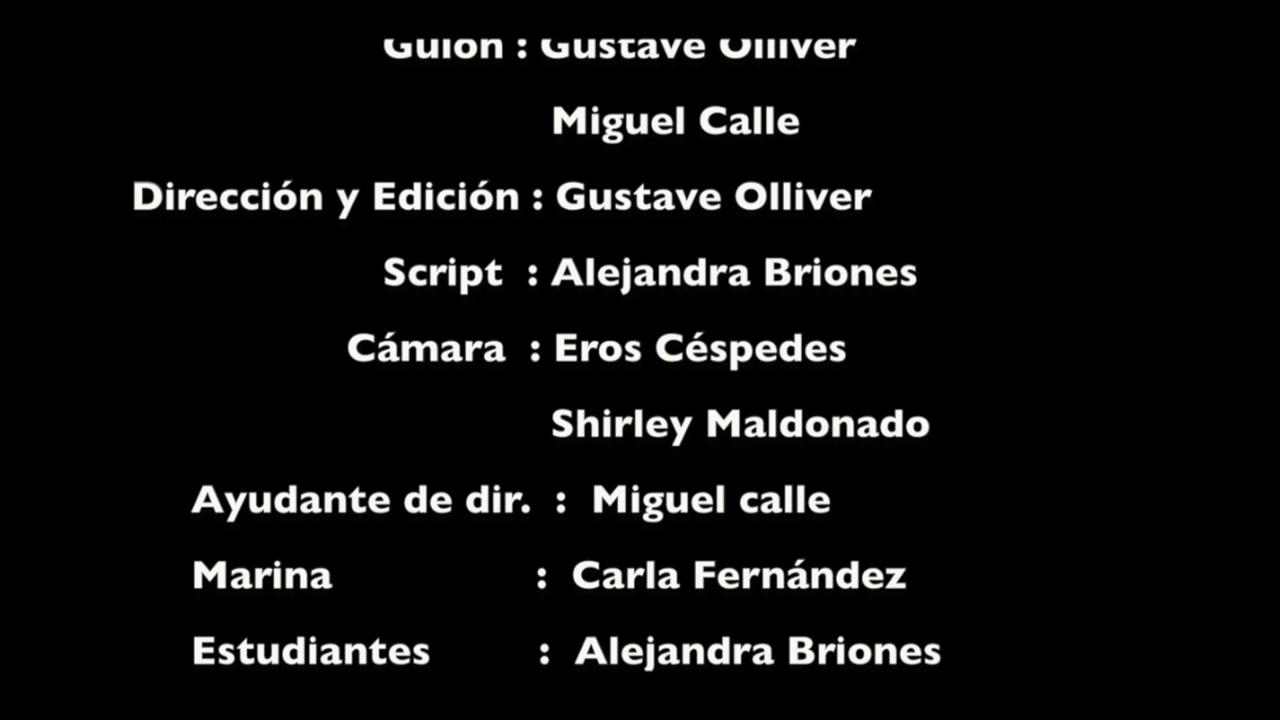 Guión : Gustave Olliver
Miguel Calle
Dirección y Edición : Gustave Olliver
Script : Alejandra Briones
Cámara : Eros Céspedes
Shirley Maldonado
Ayudante de dir. : Miguel calle
Marina : Carla Fernández
Estudiantes : Alejandra Briones